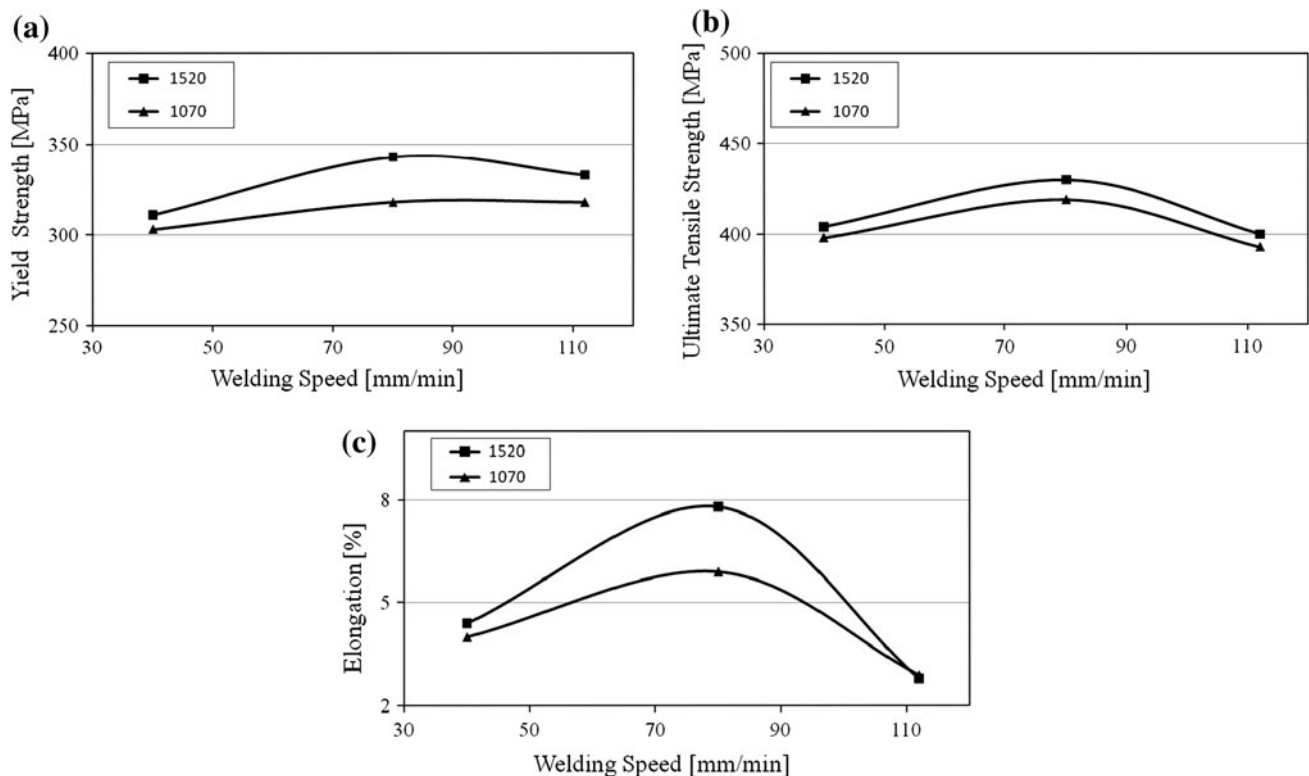 (a)
Yield Strength [MPa]
400
350
300
250
1520
1070
30 50 70 90 110
Welding Speed [mm/min]
(b)
Ultimate Tensile Strength [MPa]
500
450
400
350
1520
1070
30 50 70 90 110
Welding Speed [mm/min]
(c)
Elongation [%]
8
5
2
1520
1070
30 50 70 90 110
Welding Speed [mm/min]